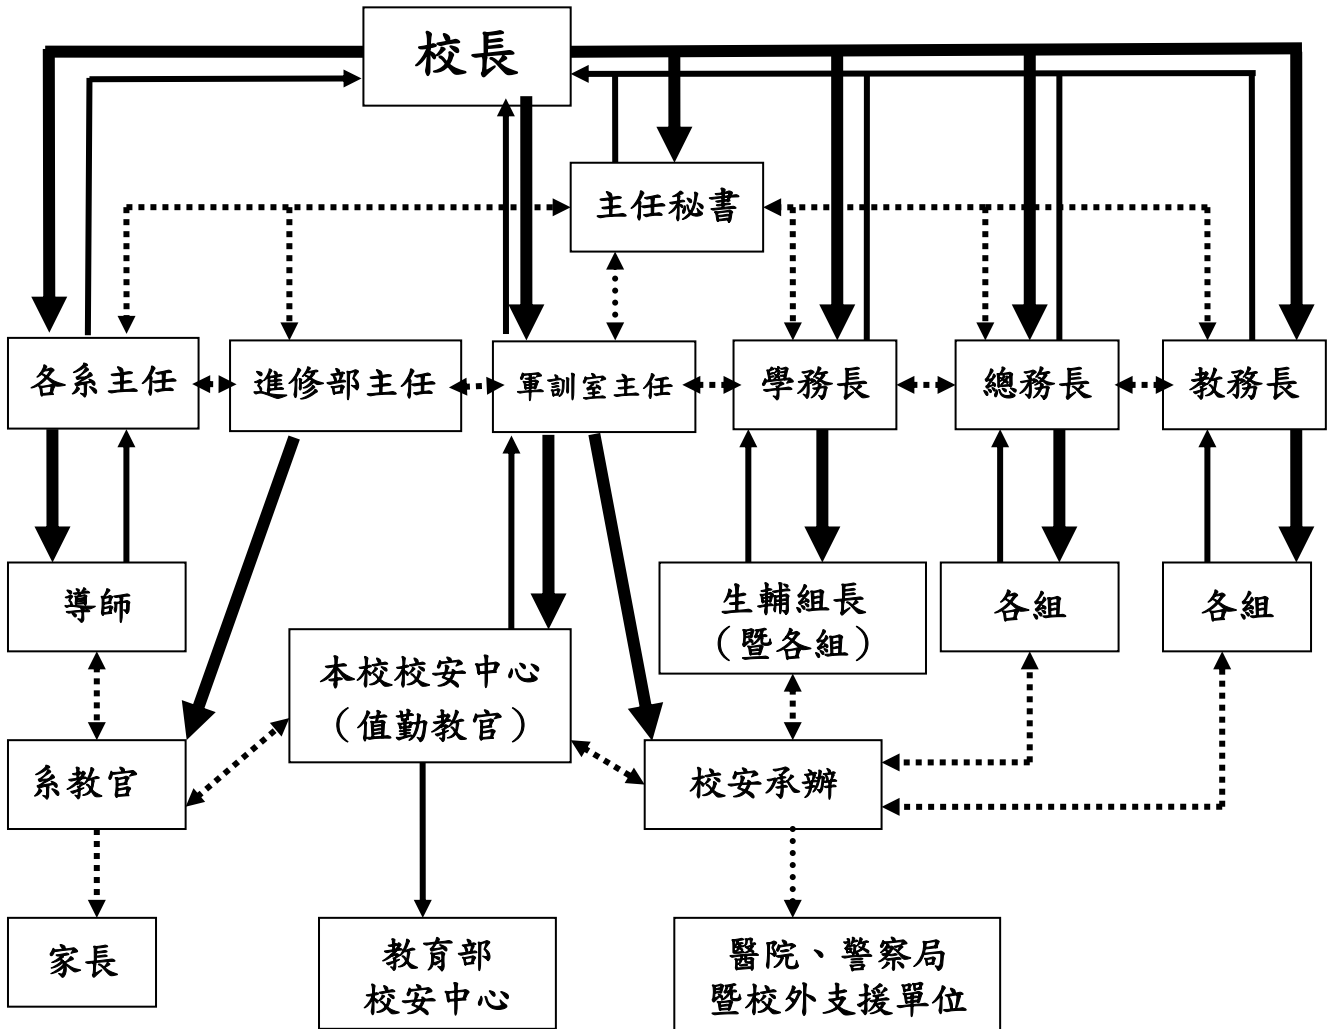 校長
主任秘書
各系主任
進修部主任
軍訓室主任
學務長
總務長
教務長
導師
生輔組長
（暨各組）
各組
各組
本校校安中心
（值勤教官）
系教官
校安承辦
家長
教育部
校安中心
醫院、警察局
暨校外支援單位